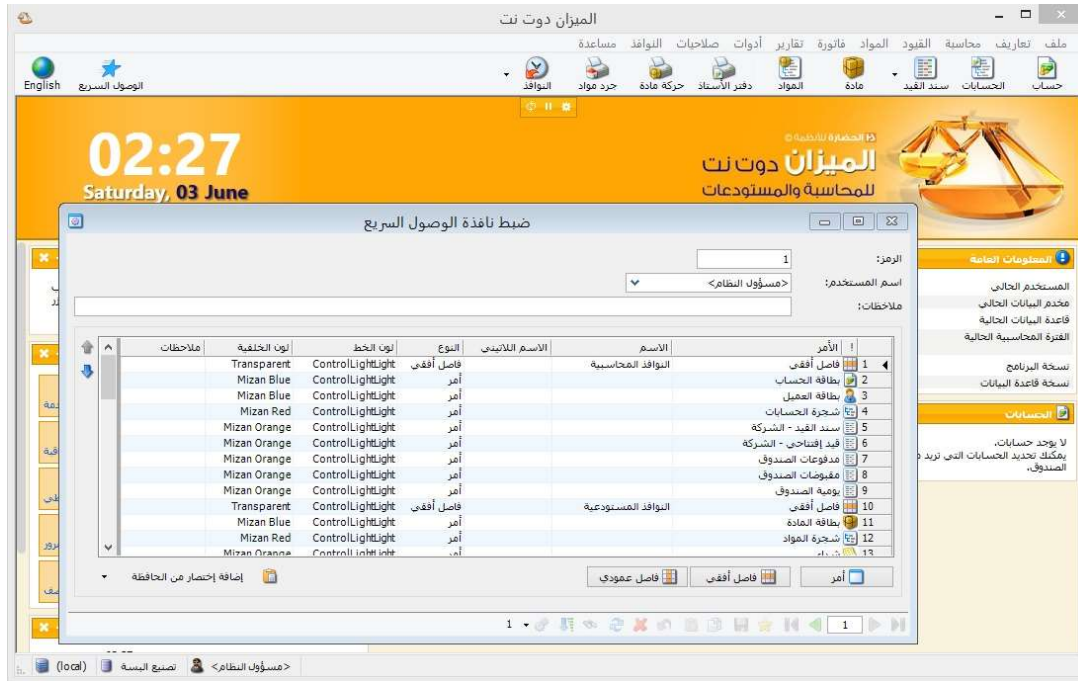 الميزان دوت نت
ملف تعاريف محاسبة القيود المواد فاتورة تقارير أدوات صلاحيات النوافذ مساعدة
حساب الحسابات سند القيد مادة المواد دفتر الأستاذ حركة مادة جرد مواد النوافذ الوصول السريع English
الحضارة للأنظمة ©
الميزان دوت نت
للمحاسبة والمستودعات
02:27
Saturday, 03 June
المعلومات العامة
المستخدم الحالي
مخدم البيانات الحالي
قاعدة البيانات الحالية
الفترة المحاسبية الحالية
نسخة البرنامج
نسخة قاعدة البيانات
الحسابات
لا يوجد حسابات.
يمكنك تحديد الحسابات التي تريد
الصندوق.
ضبط نافذة الوصول السريع
الرمز: 1
اسم المستخدم: <مسؤول النظام>
ملاحظات:
! الأمر الاسم الاسم اللاتيني النوع لون الخط لون الخلفية ملاحظات
1 فاصل أفقي النوافذ المحاسبية فاصل أفقي ControlLightLight Transparent
2 بطاقة الحساب أمر ControlLightLight Mizan Blue
3 بطاقة العميل أمر ControlLightLight Mizan Blue
4 شجرة الحسابات أمر ControlLightLight Mizan Red
5 سند القيد - الشركة أمر ControlLightLight Mizan Orange
6 قيد إفتتاحي - الشركة أمر ControlLightLight Mizan Orange
7 مدفوعات الصندوق أمر ControlLightLight Mizan Orange
8 مقبوضات الصندوق أمر ControlLightLight Mizan Orange
9 يومية الصندوق أمر ControlLightLight Mizan Orange
10 فاصل أفقي النوافذ المستودعية فاصل أفقي ControlLightLight Transparent
11 بطاقة المادة أمر ControlLightLight Mizan Blue
12 شجرة المواد أمر ControlLightLight Mizan Red
13 شراء أمر ControlLightLight Mizan Orange
أمر فاصل أفقي فاصل عمودي إضافة إختصار من الحافظة
1 1
<مسؤول النظام> تصنيع البسة (local)